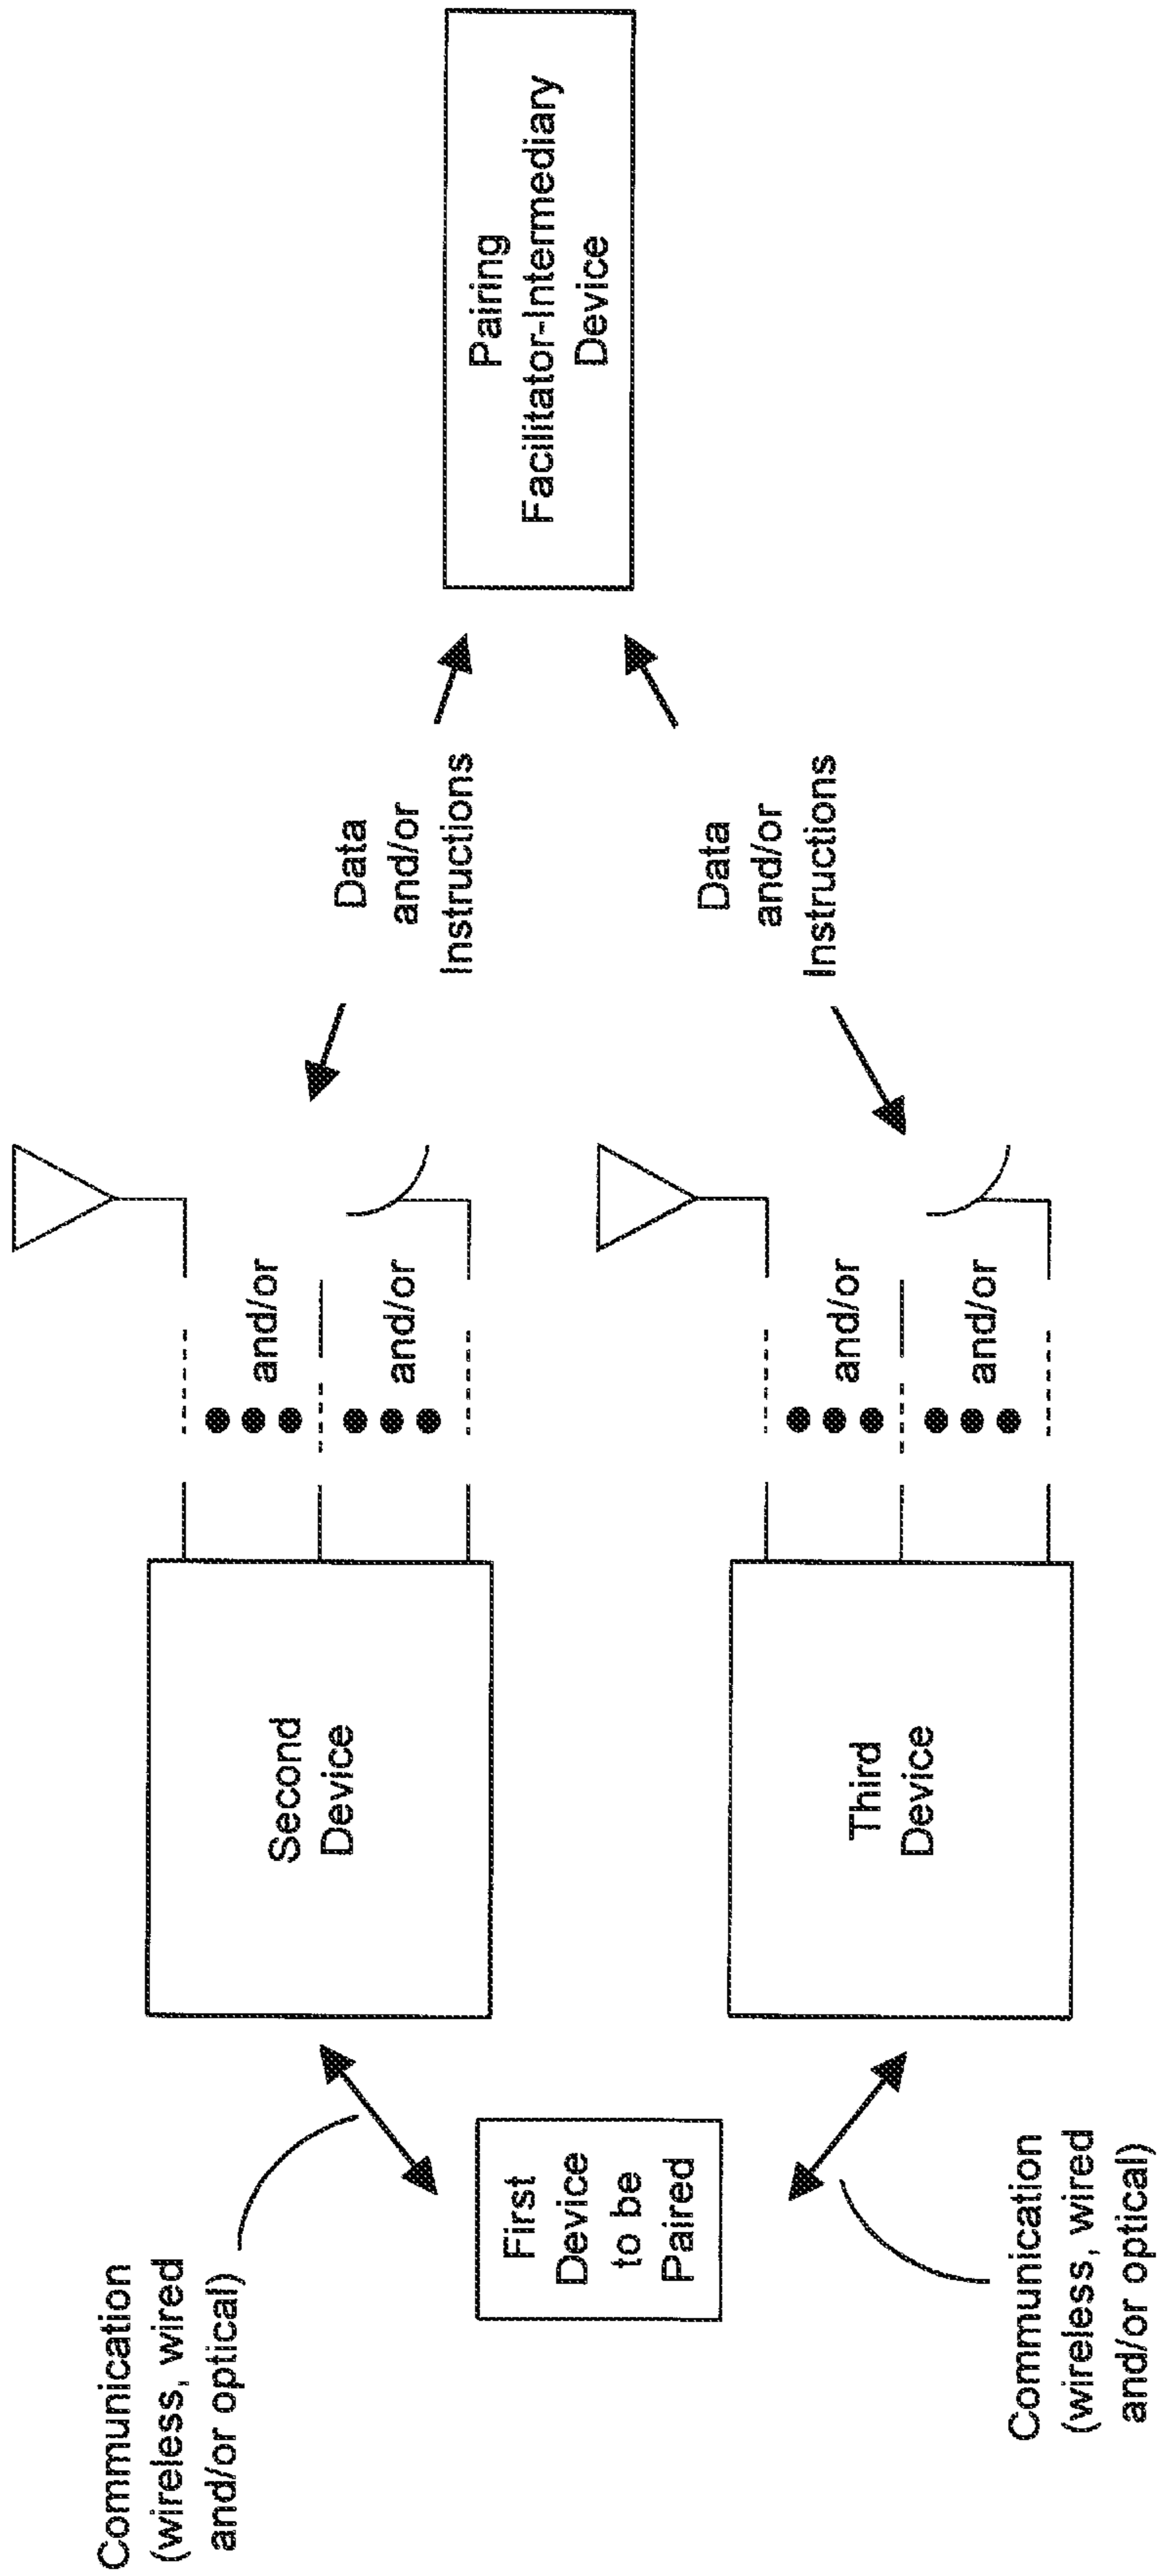 Communication
(wireless, wired
and/or optical)
First
Device
to be
Paired
Communication
(wireless, wired
and/or optical)
Second
Device
Third
Device
and/or
and/or
and/or
and/or
Data
and/or
Instructions
Data
and/or
Instructions
Pairing
Facilitator-Intermediary
Device